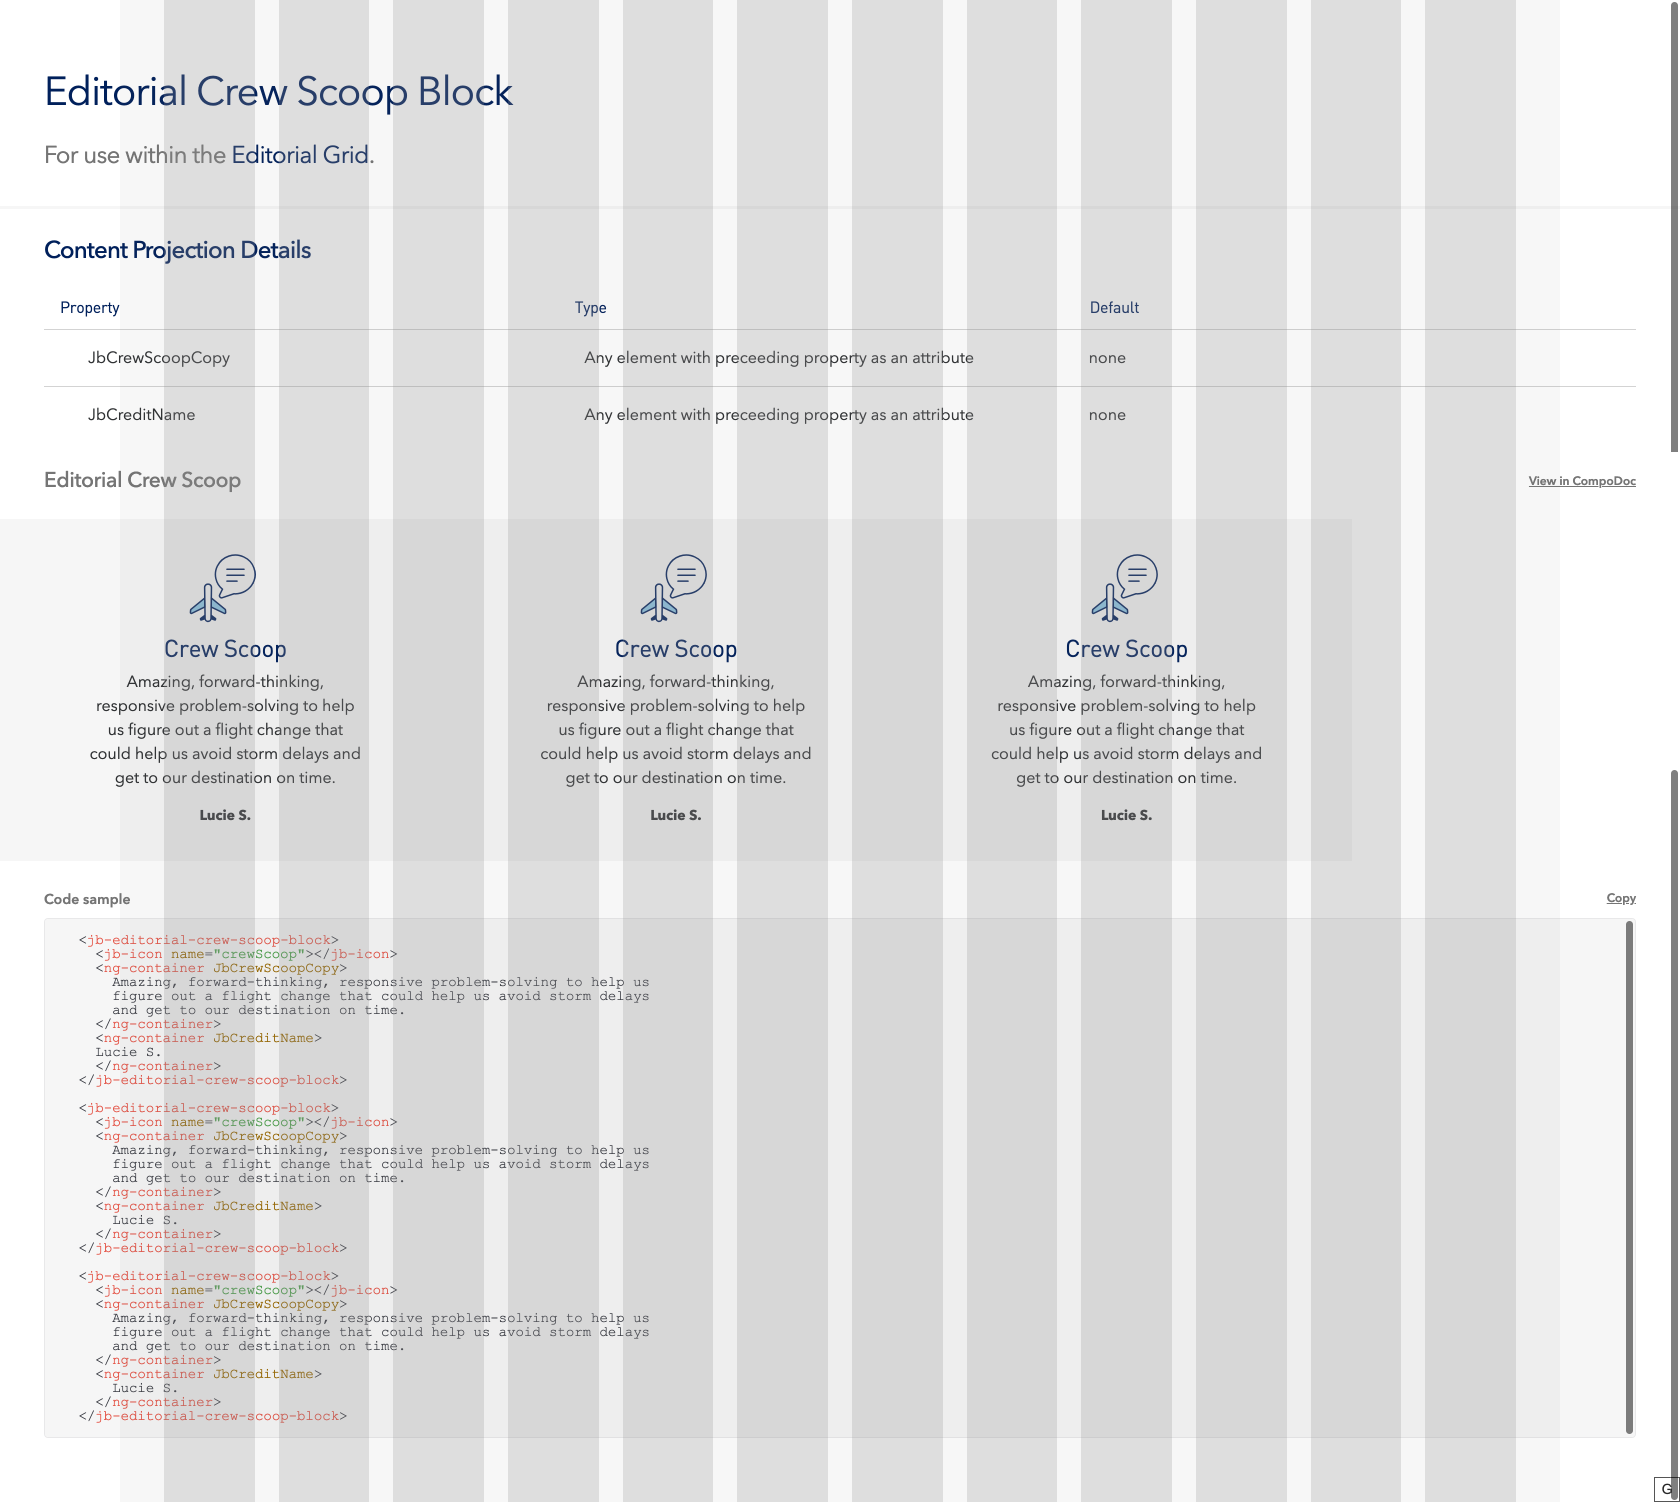 Editorial Crew Scoop Block
For use within the Editorial Grid.
Content Projection Details
Property Type Default
JbCrewScoopCopy Any element with preceeding property as an attribute none
JbCreditName Any element with preceeding property as an attribute none
Editorial Crew Scoop View in CompoDoc
Crew Scoop
Amazing, forward-thinking,
responsive problem-solving to help
us figure out a flight change that
could help us avoid storm delays and
get to our destination on time.
Lucie S.
Crew Scoop
Amazing, forward-thinking,
responsive problem-solving to help
us figure out a flight change that
could help us avoid storm delays and
get to our destination on time.
Lucie S.
Crew Scoop
Amazing, forward-thinking,
responsive problem-solving to help
us figure out a flight change that
could help us avoid storm delays and
get to our destination on time.
Lucie S.
Code sample Copy
<jb-editorial-crew-scoop-block>
<jb-icon name="crewScoop"></jb-icon>
<ng-container JbCrewScoopCopy>
Amazing, forward-thinking, responsive problem-solving to help us
figure out a flight change that could help us avoid storm delays
and get to our destination on time.
</ng-container>
<ng-container JbCreditName>
Lucie S.
</ng-container>
</jb-editorial-crew-scoop-block>
<jb-editorial-crew-scoop-block>
<jb-icon name="crewScoop"></jb-icon>
<ng-container JbCrewScoopCopy>
Amazing, forward-thinking, responsive problem-solving to help us
figure out a flight change that could help us avoid storm delays
and get to our destination on time.
</ng-container>
<ng-container JbCreditName>
Lucie S.
</ng-container>
</jb-editorial-crew-scoop-block>
<jb-editorial-crew-scoop-block>
<jb-icon name="crewScoop"></jb-icon>
<ng-container JbCrewScoopCopy>
Amazing, forward-thinking, responsive problem-solving to help us
figure out a flight change that could help us avoid storm delays
and get to our destination on time.
</ng-container>
<ng-container JbCreditName>
Lucie S.
</ng-container>
</jb-editorial-crew-scoop-block>
G